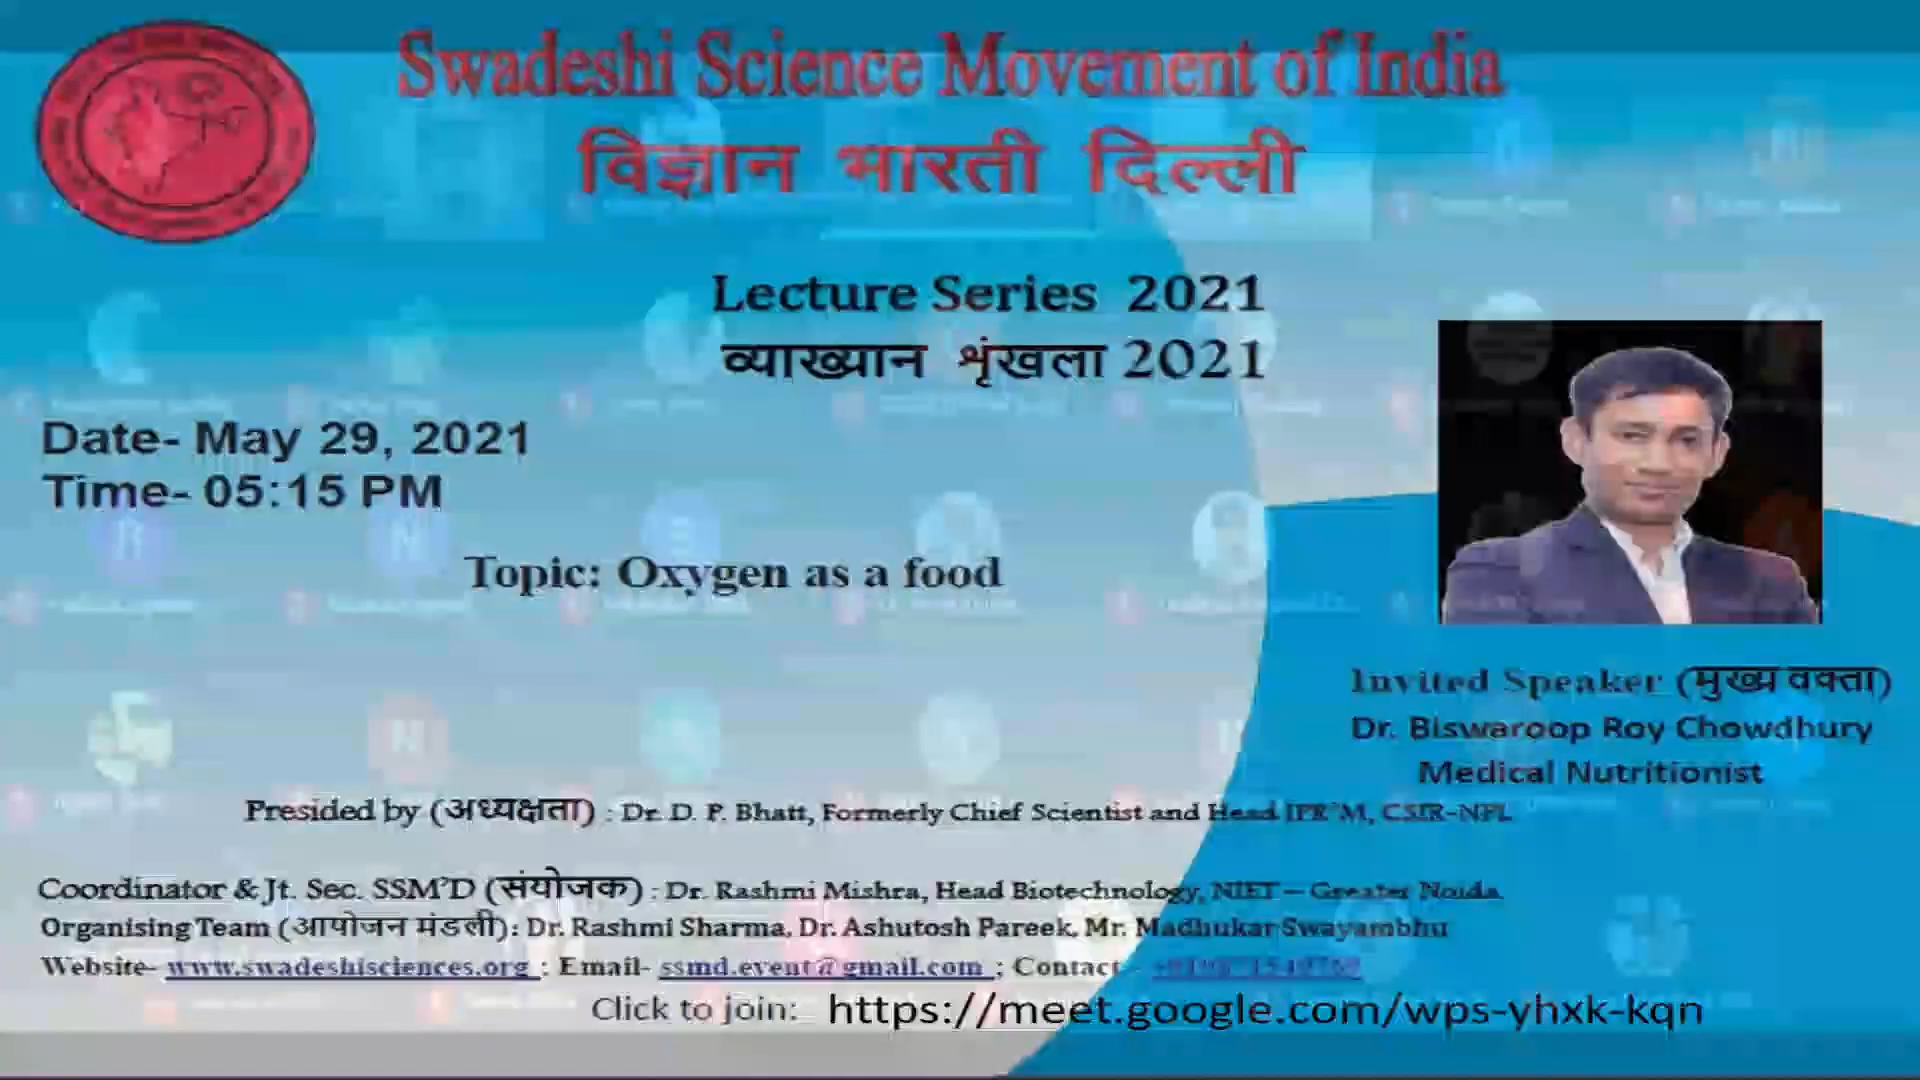 Swadeshi Science Movement of India
विज्ञान भारती दिल्ली
Lecture Series 2021
व्याख्यान शृंखला 2021
Date- May 29, 2021
Time- 05:15 PM
Topic: Oxygen as a food
Invited Speaker (मुख्य वक्ता)
Dr. Biswaroop Roy Chowdhury
Medical Nutritionist
Presided by (अध्यक्षता) : Dr. D. P. Bhatt, Formerly Chief Scientist and Head CSIR-NPL
Coordinator & Jt. Sec. SSM'D (संयोजक) : Dr. Rashmi Mishra, Head Biotechnology, NIET – Greater Noida
Organising Team (आयोजन मंडली): Dr. Rashmi Sharma, Dr. Ashutosh Pareek, Mr. Madhukar Swayambhu
Website- www.swadeshisciences.org ; Email- ssmd.event@gmail.com ; Contact -
Click to join: https://meet.google.com/wps-yhxk-kqn